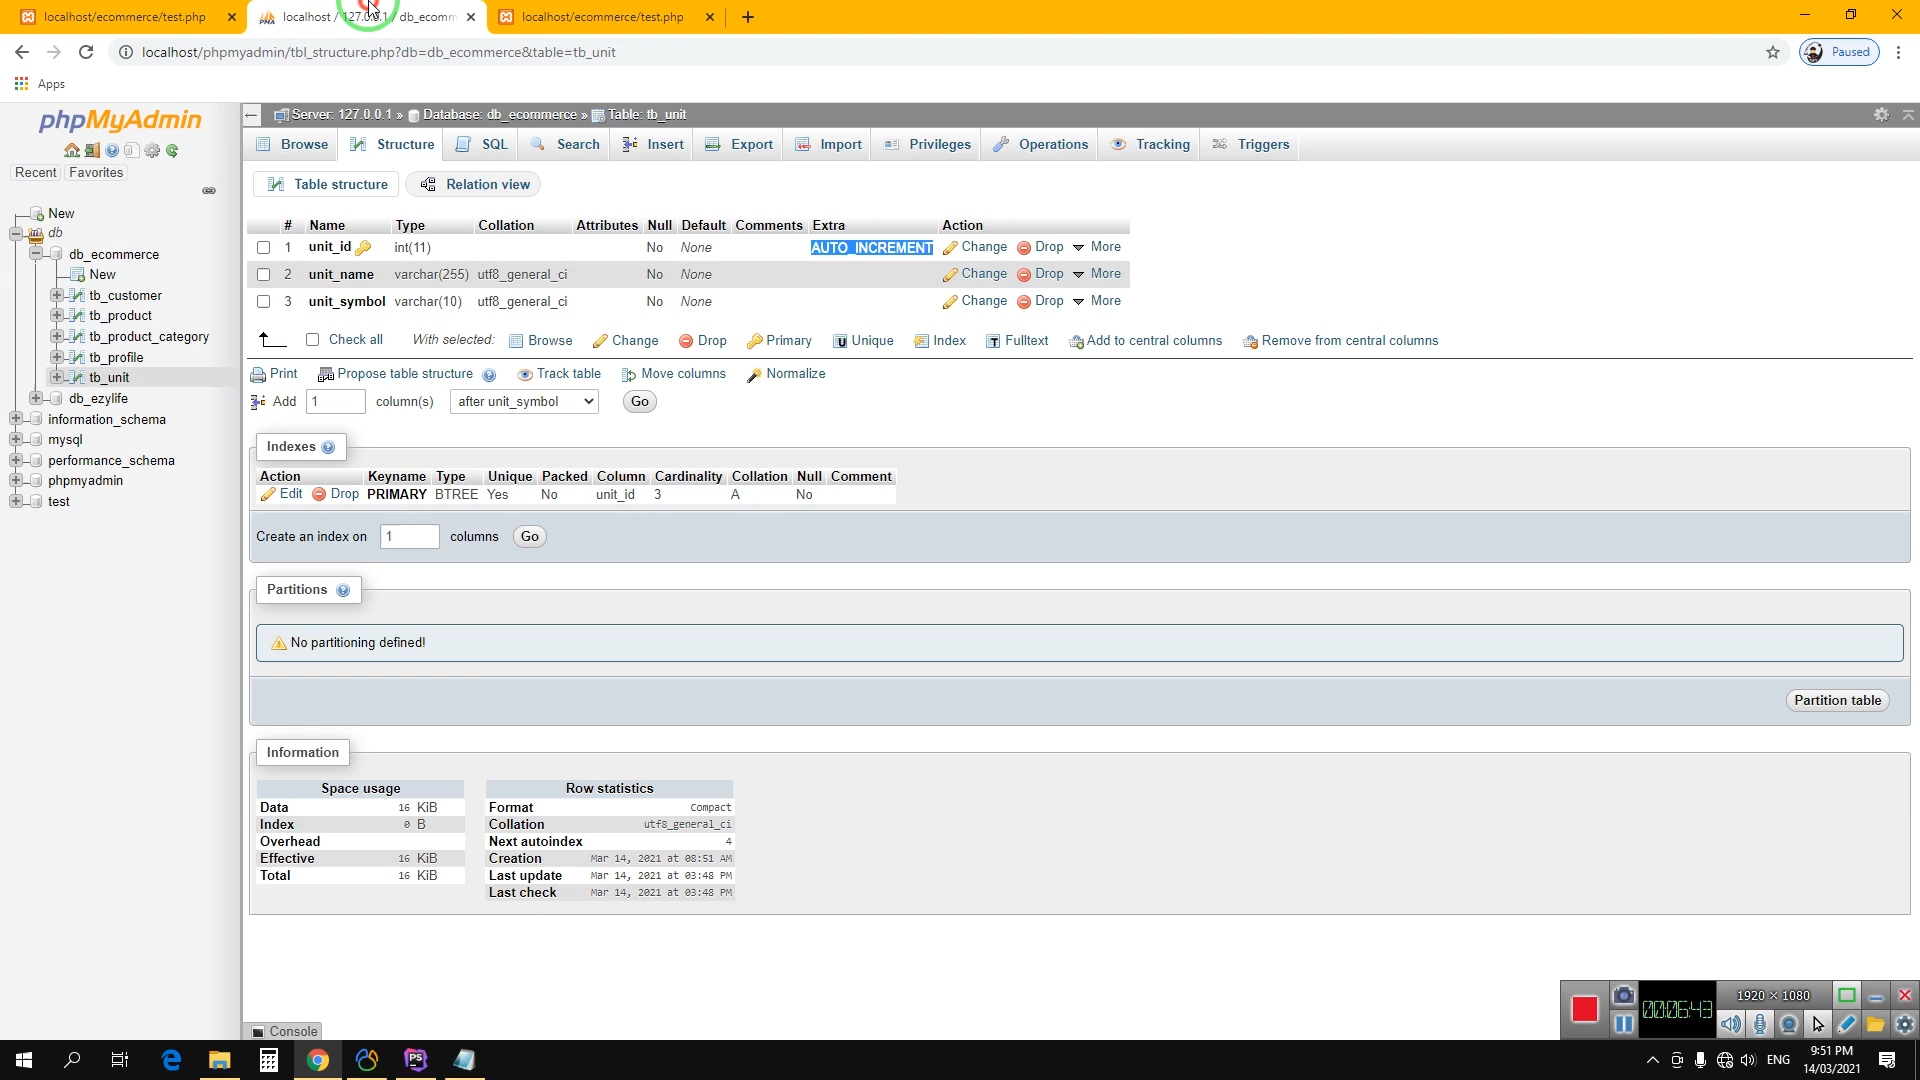 localhost/ecommerce/test.php
localhost / 127.0.0.1 / db_ecomm
localhost/ecommerce/test.php
localhost/phpmyadmin/tbl_structure.php?db=db_ecommerce&table=tb_unit
Paused
Apps
phpMyAdmin
Recent Favorites
New
db
db_ecommerce
New
tb_customer
tb_product
tb_product_category
tb_profile
tb_unit
db_ezylife
information_schema
mysql
performance_schema
phpmyadmin
test
Server: 127.0.0.1 » Database: db_ecommerce » Table: tb_unit
Browse Structure SQL Search Insert Export Import Privileges Operations Tracking Triggers
Table structure Relation view
# Name Type Collation Attributes Null Default Comments Extra Action
1 unit_id int(11) No None AUTO_INCREMENT Change Drop More
2 unit_name varchar(255) utf8_general_ci No None Change Drop More
3 unit_symbol varchar(10) utf8_general_ci No None Change Drop More
Check all With selected: Browse Change Drop Primary Unique Index Fulltext Add to central columns Remove from central columns
Print Propose table structure Track table Move columns Normalize
Add 1 column(s) after unit_symbol Go
Indexes
Action Keyname Type Unique Packed Column Cardinality Collation Null Comment
Edit Drop PRIMARY BTREE Yes No unit_id 3 A No
Create an index on 1 columns Go
Partitions
No partitioning defined!
Partition table
Information
Space usage
Data 16 KiB
Index 0 B
Overhead
Effective 16 KiB
Total 16 KiB
Row statistics
Format Compact
Collation utf8_general_ci
Next autoindex 4
Creation Mar 14, 2021 at 08:51 AM
Last update Mar 14, 2021 at 03:48 PM
Last check Mar 14, 2021 at 03:48 PM
Console
00:06:43
1920 × 1080
ENG
9:51 PM
14/03/2021